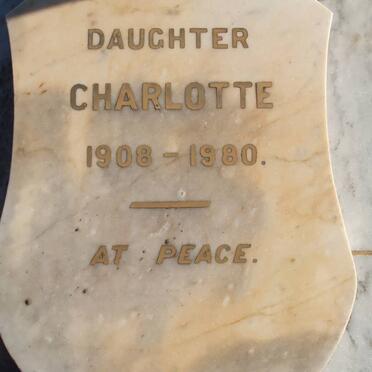 DAUGHTER
CHARLOTTE
1908 - 1980.
AT PEACE.